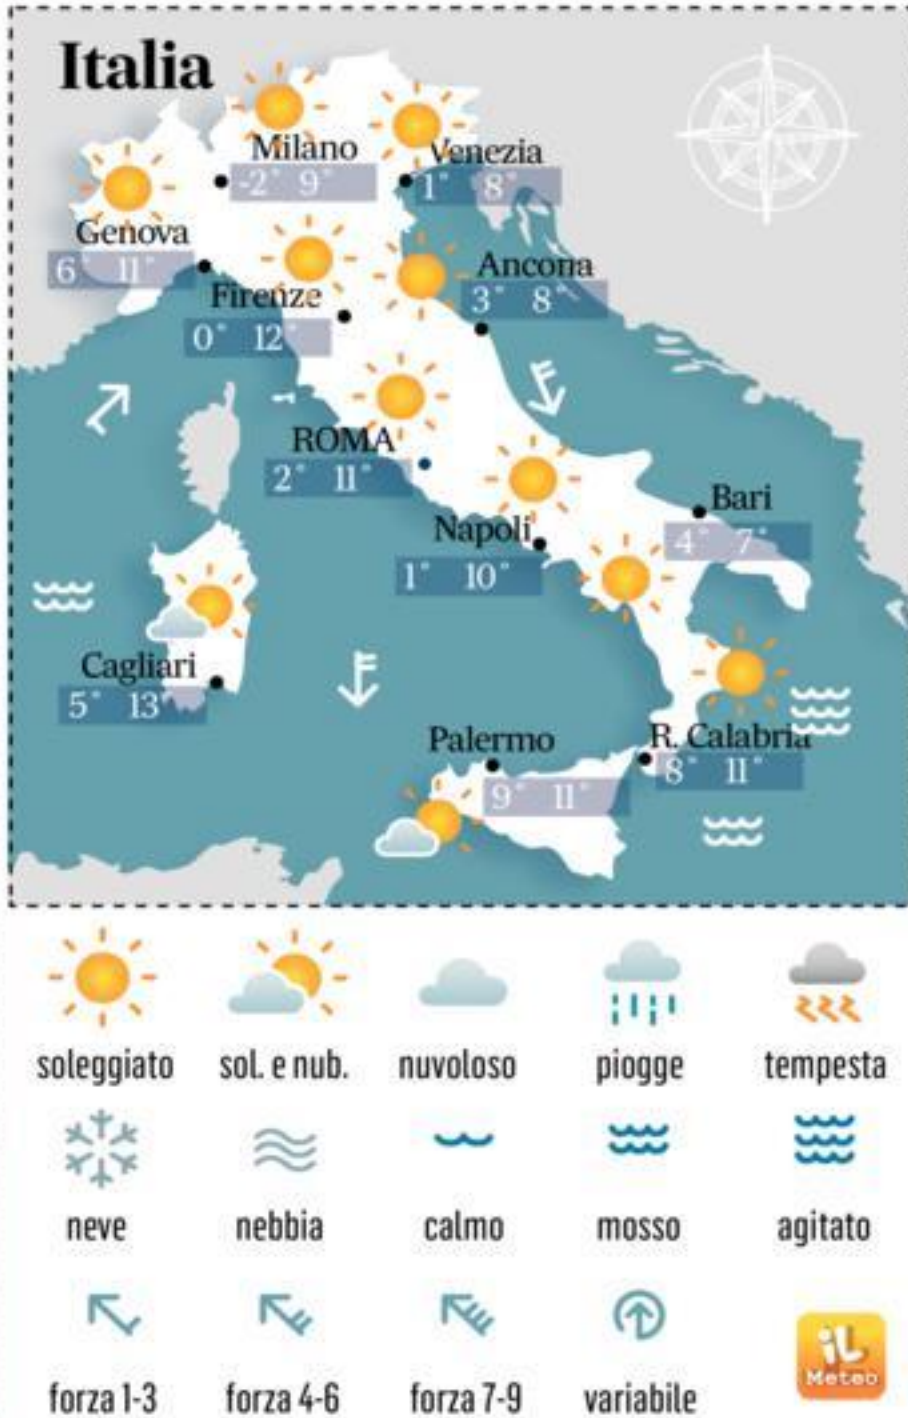 Italia
Milano
-2° 9°
Venezia
1° 8°
Genova
6° 11°
Firenze
0° 12°
Ancona
3° 8°
ROMA
2° 11°
Bari
4° 7°
Napoli
1° 10°
Cagliari
5° 13°
Palermo
9° 11°
R. Calabria
8° 11°
soleggiato sol. e nub. nuvoloso piogge tempesta
neve nebbia calmo mosso agitato
forza 1-3 forza 4-6 forza 7-9 variabile
iL
Meteo